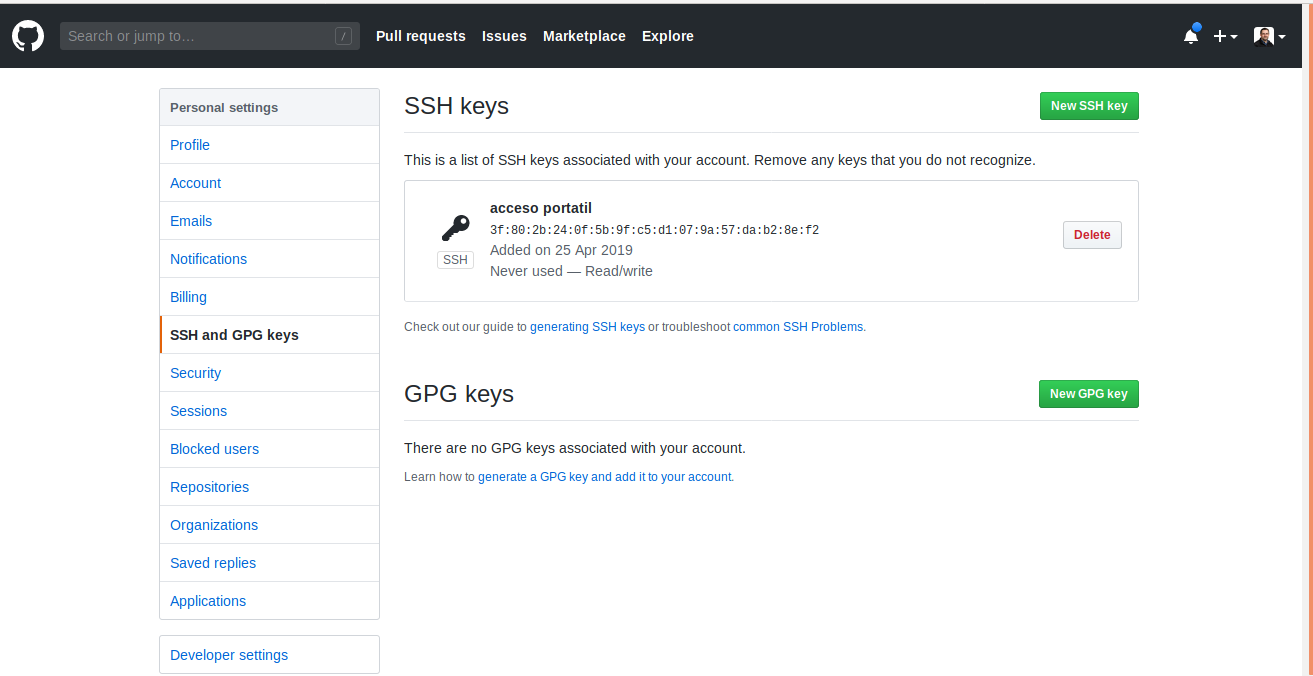 Search or jump to… /
Pull requests Issues Marketplace Explore
Personal settings
Profile
Account
Emails
Notifications
Billing
SSH and GPG keys
Security
Sessions
Blocked users
Repositories
Organizations
Saved replies
Applications
Developer settings
SSH keys
New SSH key
This is a list of SSH keys associated with your account. Remove any keys that you do not recognize.
acceso portatil
3f:80:2b:24:0f:5b:9f:c5:d1:07:9a:57:da:b2:8e:f2
Added on 25 Apr 2019
Never used — Read/write
SSH
Delete
Check out our guide to generating SSH keys or troubleshoot common SSH Problems.
GPG keys
New GPG key
There are no GPG keys associated with your account.
Learn how to generate a GPG key and add it to your account.